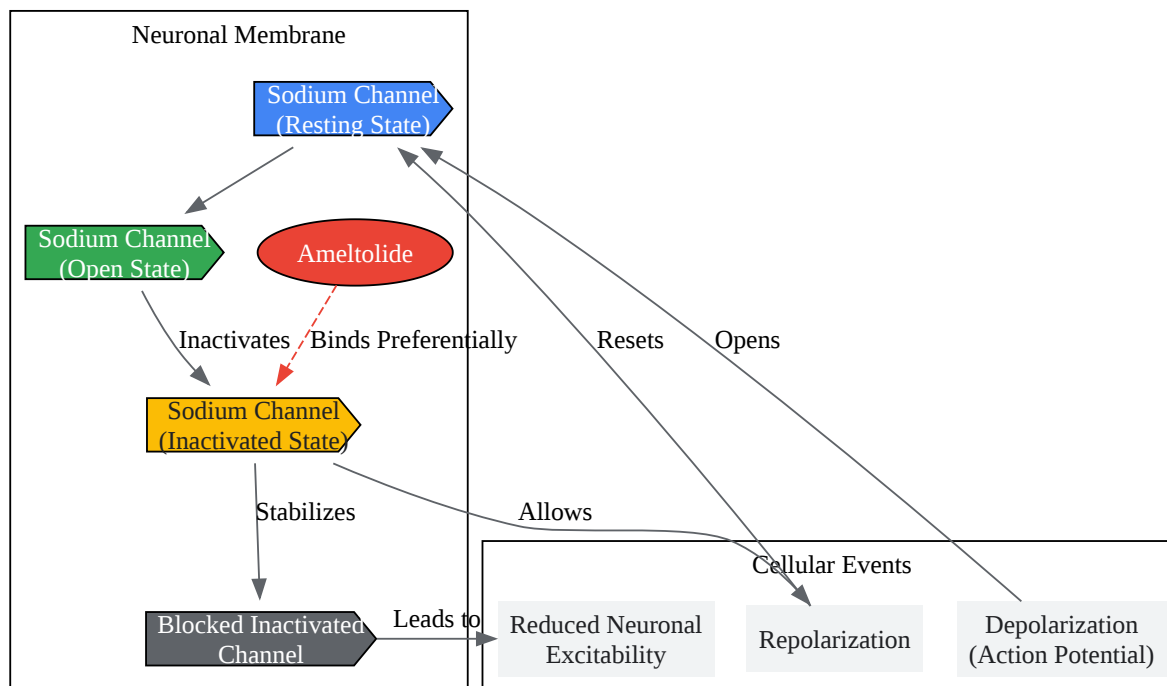 Neuronal Membrane
Sodium Channel
(Resting State)
Sodium Channel
(Open State)
Ameltolide
Inactivates
Binds Preferentially
Resets
Opens
Sodium Channel
(Inactivated State)
Stabilizes
Allows
Cellular Events
Blocked Inactivated
Channel
Leads to
Reduced Neuronal
Excitability
Repolarization
Depolarization
(Action Potential)